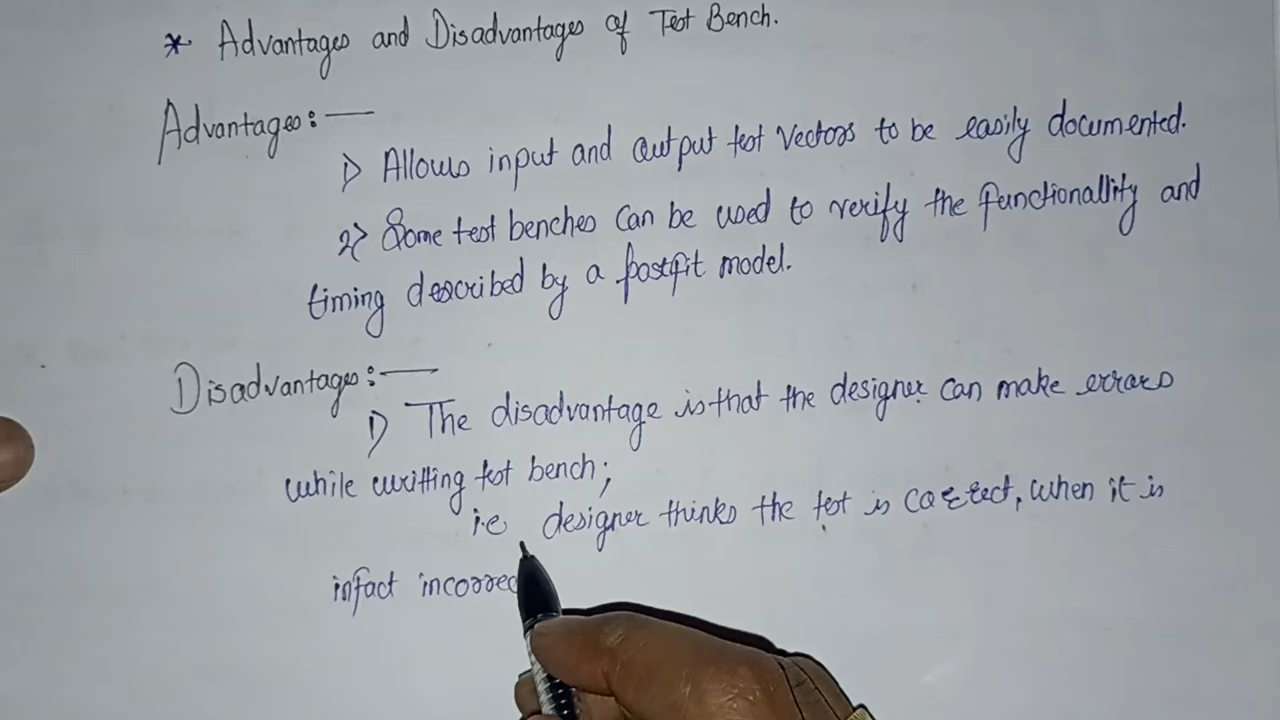 * Advantages and Disadvantages of Test Bench.
Advantages:—
1) Allows input and output test vectors to be easily documented.
2) Some test benches can be used to verify the functionallity and
timing described by a postfit model.
Disadvantages:—
1) The disadvantage is that the designer can make errors
while writting test bench;
i.e designer thinks the test is correct, when it is
infact incorrec